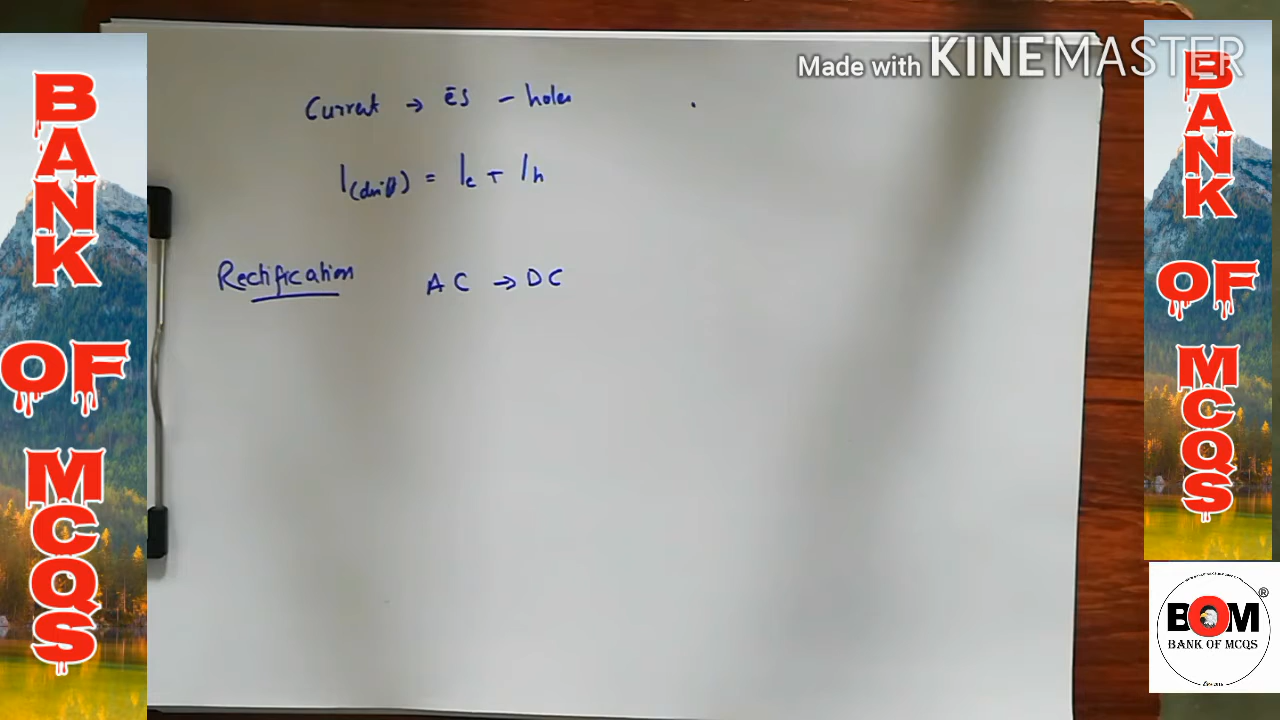 Made with KINEMASTER
Current → ēs – holes
I(drift) = Ie + Ih
Rectification AC → DC
BANK
OF
MCQS
BANK
OF
MCQS
BOM
BANK OF MCQS